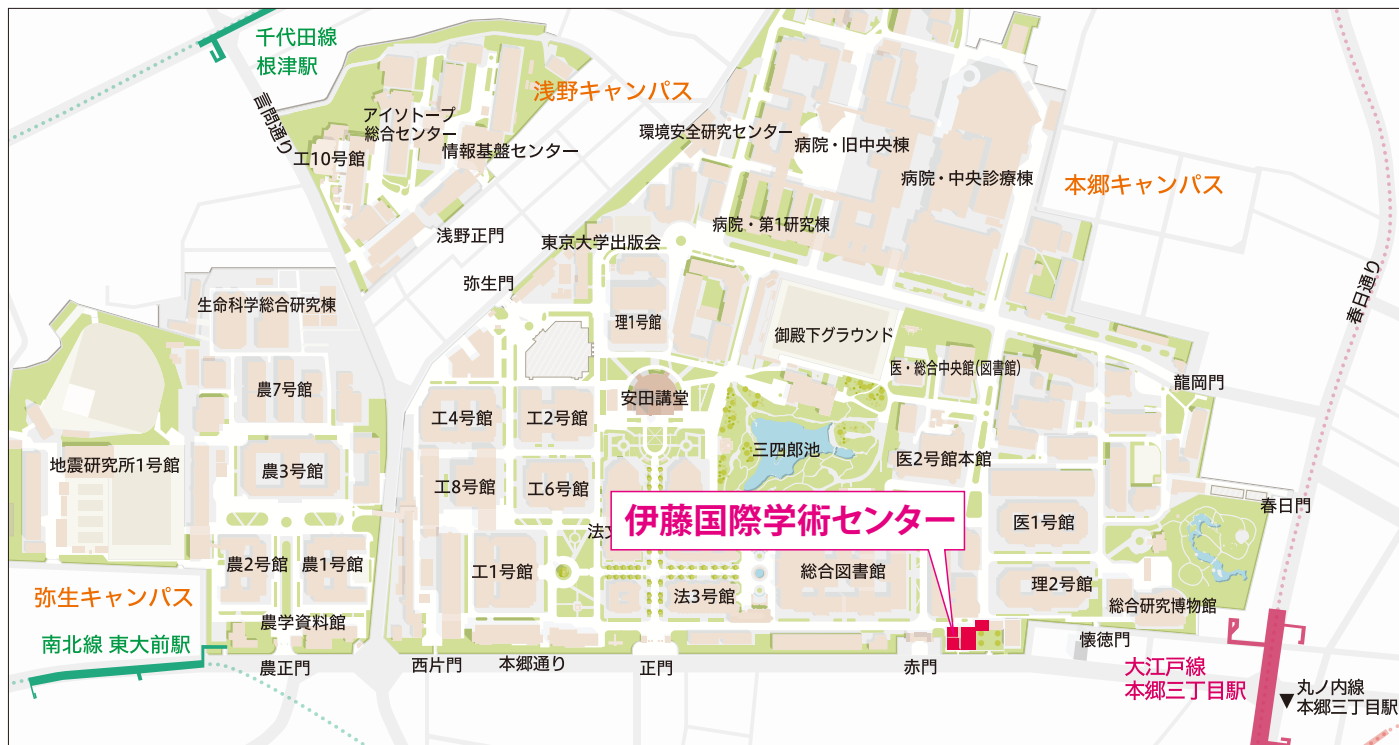 千代田線
根津駅
言問通り
浅野キャンパス
アイソトープ
総合センター
情報基盤センター
工10号館
環境安全研究センター
病院・旧中央棟
病院・中央診療棟
本郷キャンパス
病院・第1研究棟
浅野正門
東京大学出版会
弥生門
春日通り
生命科学総合研究棟
理1号館
御殿下グラウンド
医・総合中央館(図書館)
龍岡門
農7号館
安田講堂
工4号館
工2号館
三四郎池
医2号館本館
地震研究所1号館
農3号館
工8号館
工6号館
春日門
伊藤国際学術センター
医1号館
法文
農2号館
農1号館
工1号館
総合図書館
理2号館
弥生キャンパス
法3号館
総合研究博物館
農学資料館
南北線 東大前駅
懐徳門
農正門
西片門
本郷通り
正門
赤門
大江戸線
本郷三丁目駅
▼丸ノ内線
本郷三丁目駅